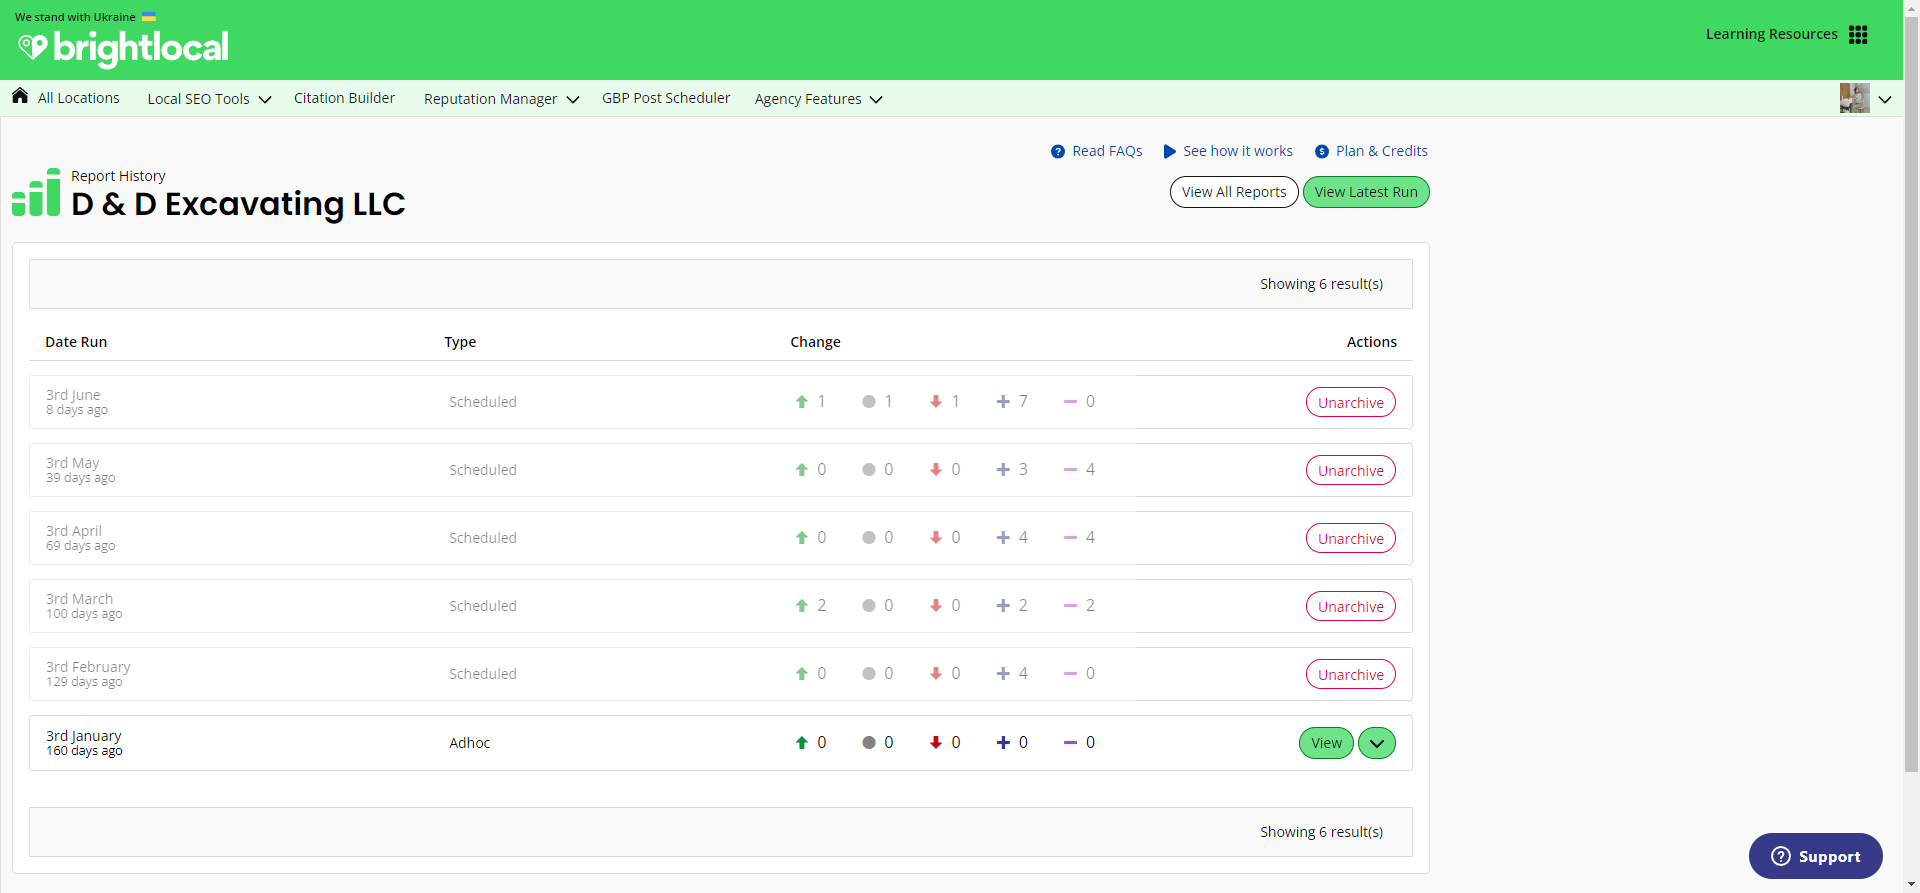 We stand with Ukraine
brightlocal
Learning Resources
All Locations Local SEO Tools Citation Builder Reputation Manager GBP Post Scheduler Agency Features
Read FAQs See how it works Plan & Credits
Report History
D & D Excavating LLC
View All Reports View Latest Run
Showing 6 result(s)
Date Run Type Change Actions
3rd June
8 days ago
Scheduled 1 1 1 7 0 Unarchive
3rd May
39 days ago
Scheduled 0 0 0 3 4 Unarchive
3rd April
69 days ago
Scheduled 0 0 0 4 4 Unarchive
3rd March
100 days ago
Scheduled 2 0 0 2 2 Unarchive
3rd February
129 days ago
Scheduled 0 0 0 4 0 Unarchive
3rd January
160 days ago
Adhoc 0 0 0 0 0 View
Showing 6 result(s)
Support